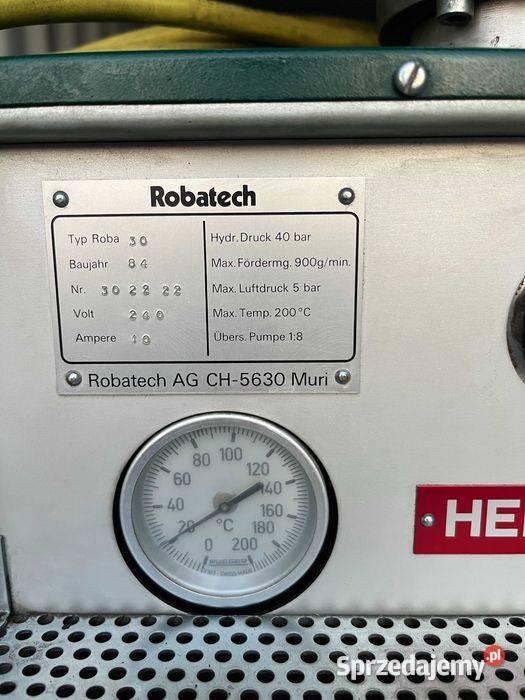 Robatech
Typ Roba 30
Baujahr 84
Nr. 30 22 22
Volt 240
Ampere 10
Hydr. Druck 40 bar
Max. Fördermg. 900g/min.
Max. Luftdruck 5 bar
Max. Temp. 200°C
Übers. Pumpe 1:8
Robatech AG CH-5630 Muri
0 20 40 60 80 100 120 140 160 180 200
°C
HE
Sprzedajemy.pl